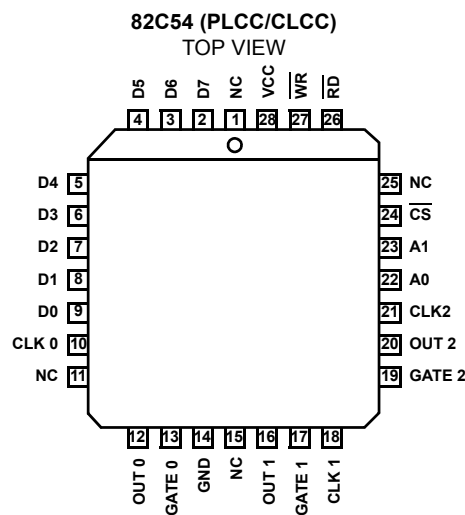 82C54 (PLCC/CLCC)
TOP VIEW
D5 D6 D7 NC VCC W̅R̅ R̅D̅
4 3 2 1 28 27 26
D4 5
D3 6
D2 7
D1 8
D0 9
CLK 0 10
NC 11
25 NC
24 C̅S̅
23 A1
22 A0
21 CLK2
20 OUT 2
19 GATE 2
12 13 14 15 16 17 18
OUT 0 GATE 0 GND NC OUT 1 GATE 1 CLK 1